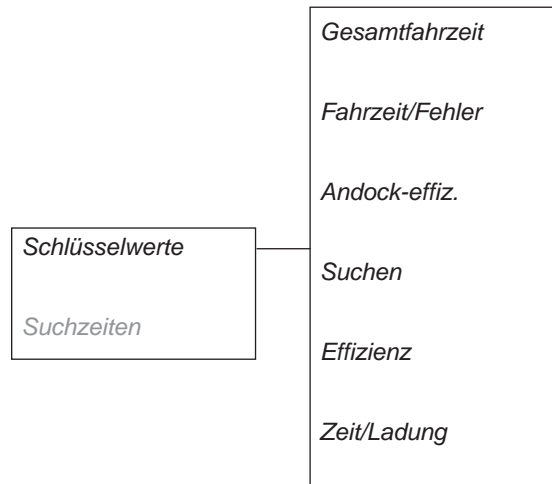 Schlüsselwerte
Suchzeiten
Gesamtfahrzeit
Fahrzeit/Fehler
Andock-effiz.
Suchen
Effizienz
Zeit/Ladung